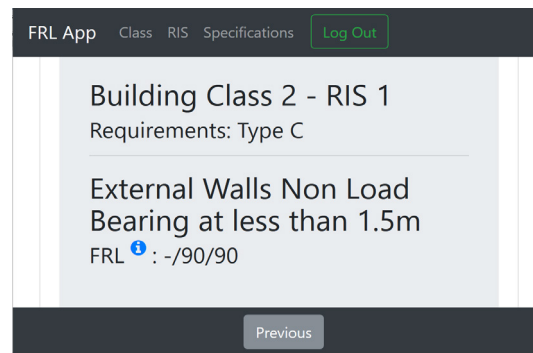 FRL App Class RIS Specifications Log Out
Building Class 2 - RIS 1
Requirements: Type C
External Walls Non Load
Bearing at less than 1.5m
FRL : -/90/90
Previous